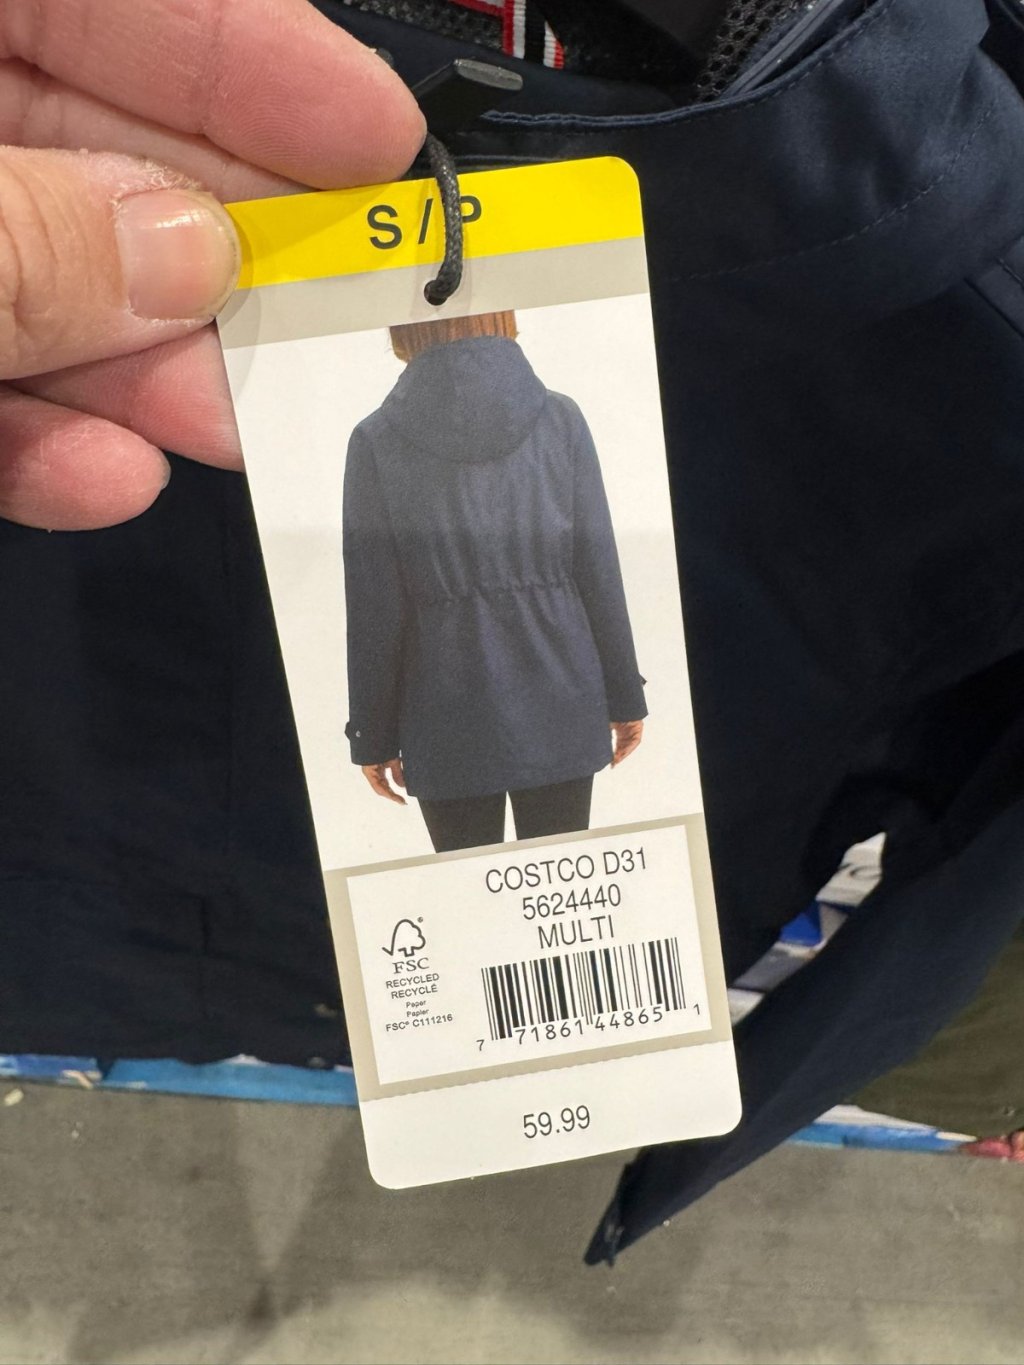 S / P
COSTCO D31
5624440
MULTI
FSC®
RECYCLED
RECYCLÉ
Paper
Papier
FSC® C111216
7 71861 44865 1
59.99